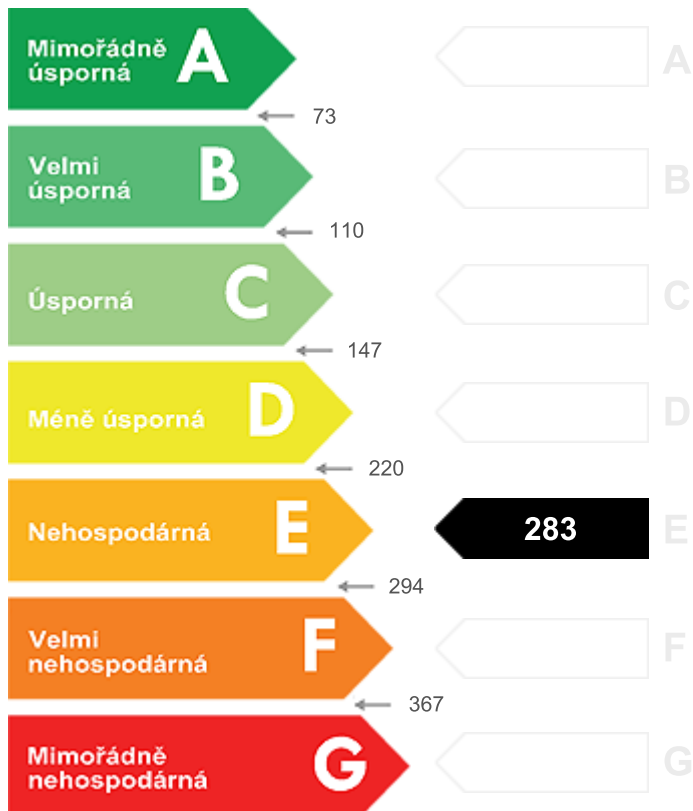 Mimořádně
úsporná
A
A
73
Velmi
úsporná
B
B
110
Úsporná
C
C
147
Méně úsporná
D
D
220
Nehospodárná
E
283
E
294
Velmi
nehospodárná
F
F
367
Mimořádně
nehospodárná
G
G